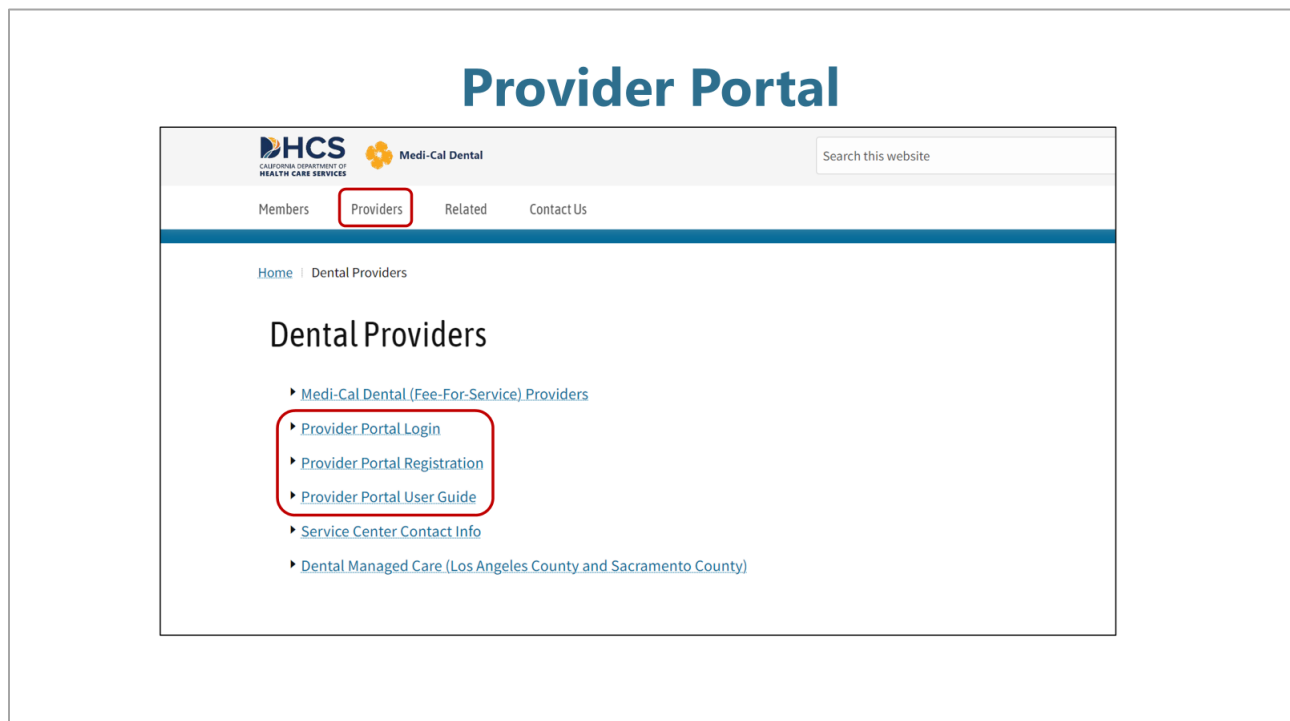 Provider Portal
DHCS
CALIFORNIA DEPARTMENT OF
HEALTH CARE SERVICES
Medi-Cal Dental
Search this website
Members Providers Related Contact Us
Home | Dental Providers
Dental Providers
Medi-Cal Dental (Fee-For-Service) Providers
Provider Portal Login
Provider Portal Registration
Provider Portal User Guide
Service Center Contact Info
Dental Managed Care (Los Angeles County and Sacramento County)